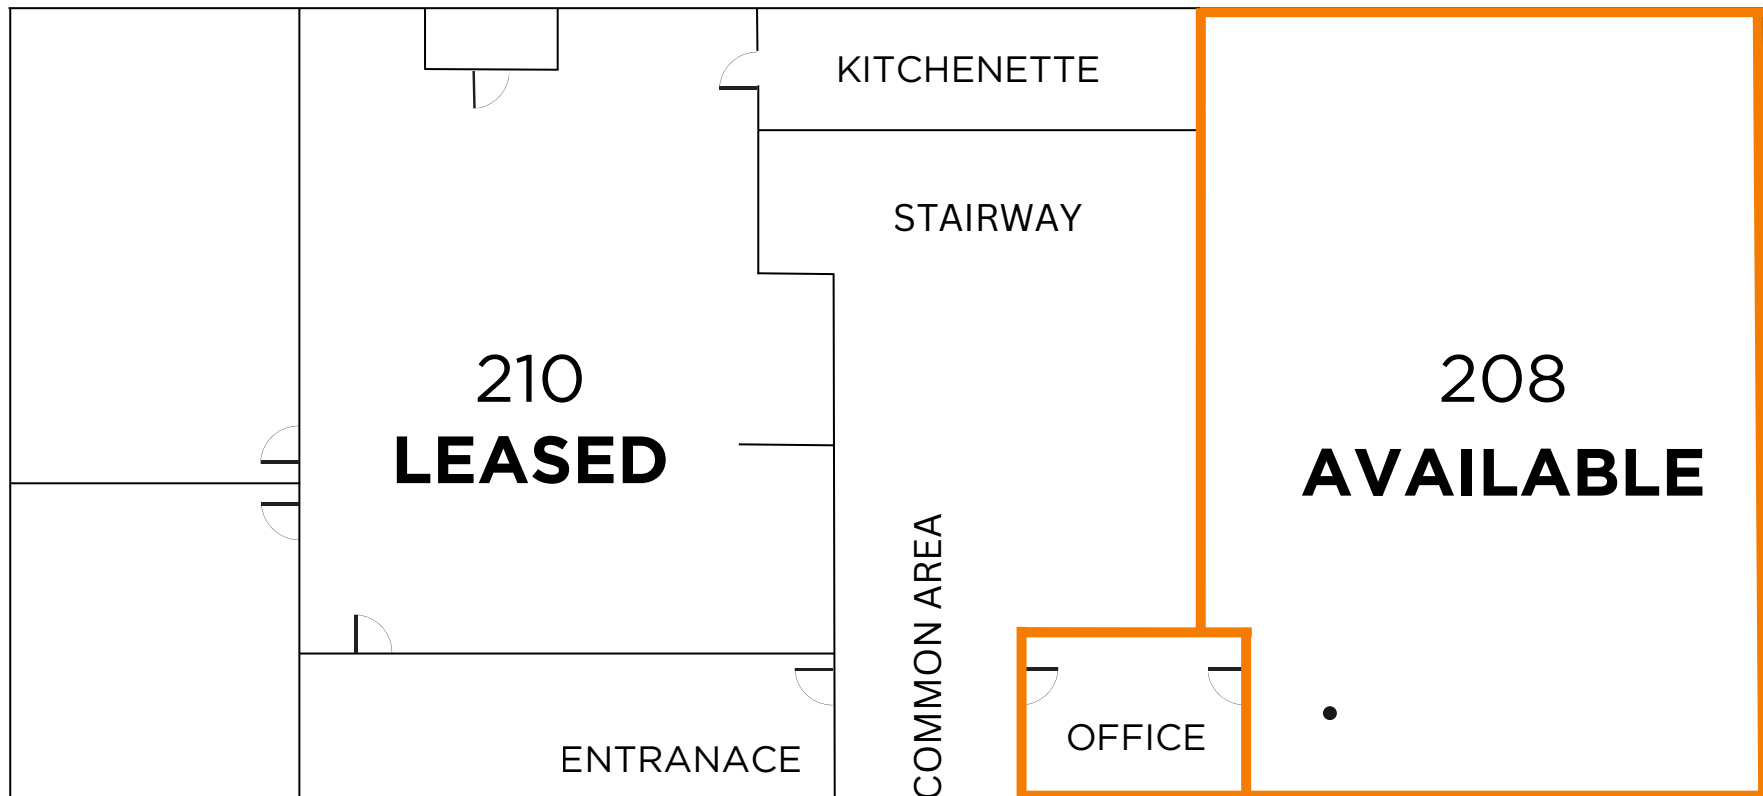 KITCHENETTE
STAIRWAY
210
LEASED
208
AVAILABLE
COMMON AREA
OFFICE
ENTRANACE